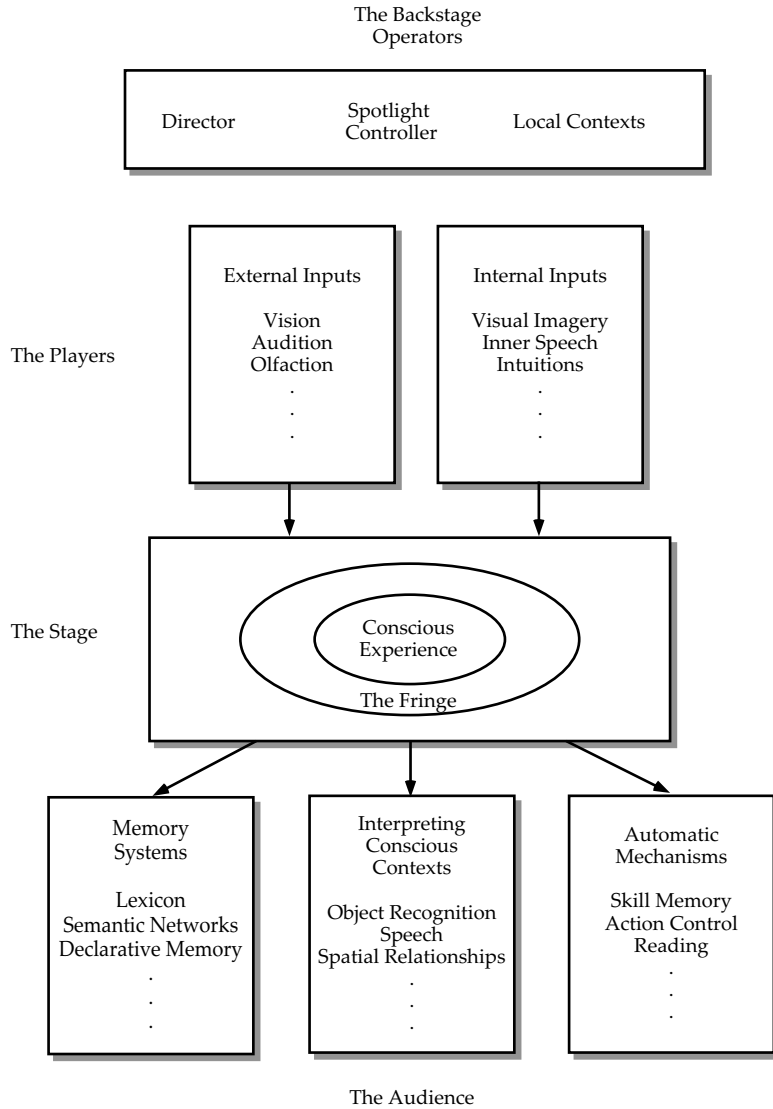 The Backstage
Operators
Director
Spotlight
Controller
Local Contexts
The Players
External Inputs
Vision
Audition
Olfaction
.
.
.
Internal Inputs
Visual Imagery
Inner Speech
Intuitions
.
.
.
The Stage
Conscious
Experience
The Fringe
Memory
Systems
Lexicon
Semantic Networks
Declarative Memory
.
.
.
Interpreting
Conscious
Contexts
Object Recognition
Speech
Spatial Relationships
.
.
.
Automatic
Mechanisms
Skill Memory
Action Control
Reading
.
.
.
The Audience